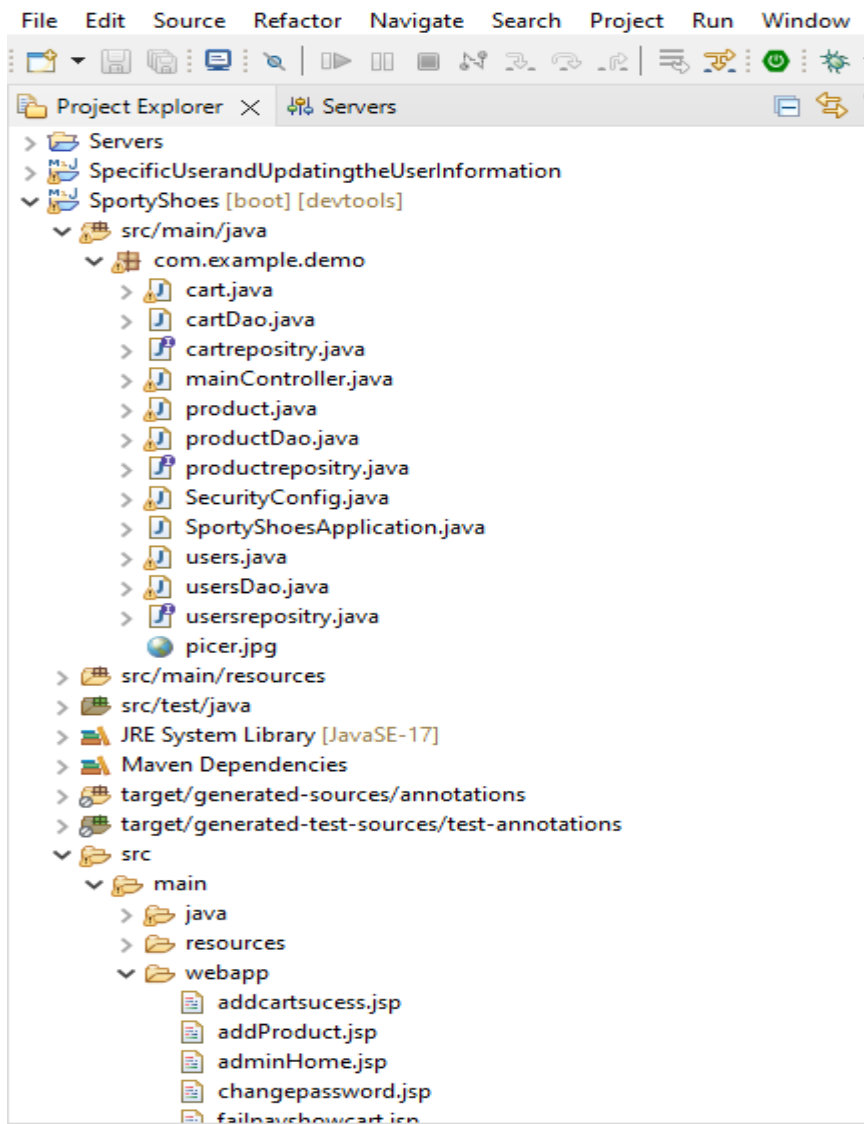 File Edit Source Refactor Navigate Search Project Run Window
Project Explorer Servers
Servers
SpecificUserandUpdatingtheUserInformation
SportyShoes [boot] [devtools]
src/main/java
com.example.demo
cart.java
cartDao.java
cartrepositry.java
mainController.java
product.java
productDao.java
productrepositry.java
SecurityConfig.java
SportyShoesApplication.java
users.java
usersDao.java
usersrepositry.java
picer.jpg
src/main/resources
src/test/java
JRE System Library [JavaSE-17]
Maven Dependencies
target/generated-sources/annotations
target/generated-test-sources/test-annotations
src
main
java
resources
webapp
addcartsucess.jsp
addProduct.jsp
adminHome.jsp
changepassword.jsp
failpayshowcart.jsp